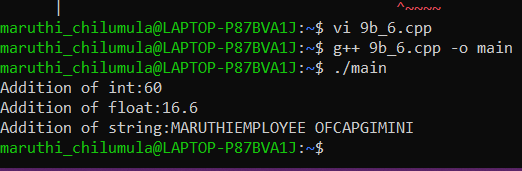 |                                          ^~~~~
maruthi_chilumula@LAPTOP-P87BVA1J:~$ vi 9b_6.cpp
maruthi_chilumula@LAPTOP-P87BVA1J:~$ g++ 9b_6.cpp -o main
maruthi_chilumula@LAPTOP-P87BVA1J:~$ ./main
Addition of int:60
Addition of float:16.6
Addition of string:MARUTHIEMPLOYEE OFCAPGIMINI
maruthi_chilumula@LAPTOP-P87BVA1J:~$